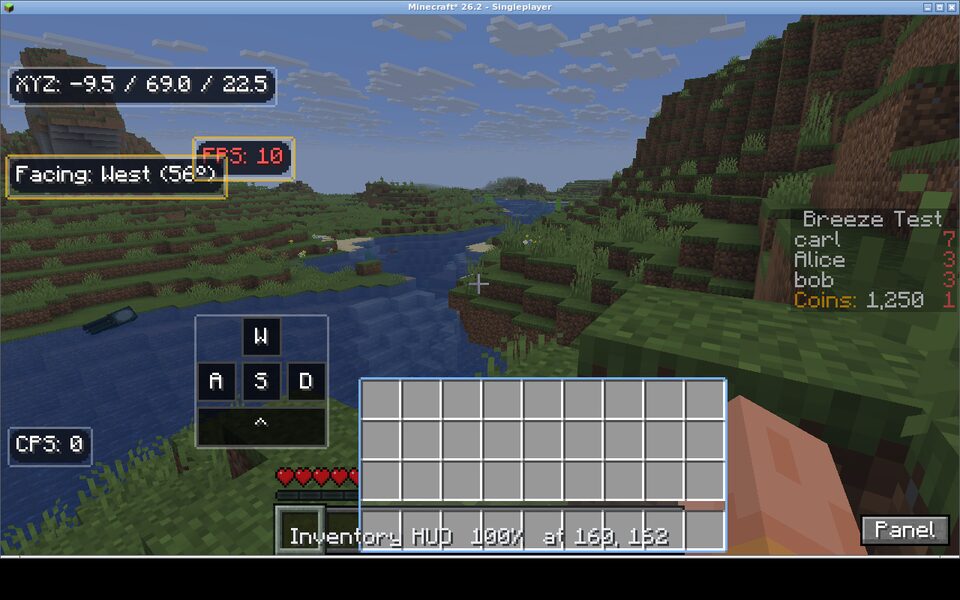 Minecraft* 26.2 - Singleplayer
XYZ: -9.5 / 69.0 / 22.5
FPS: 10
Facing: West (56°)
Breeze Test
carl 7
Alice 3
bob 3
Coins: 1,250 1
W
A S D
^
CPS: 0
Inventory HUD 100% at 160, 162
Panel